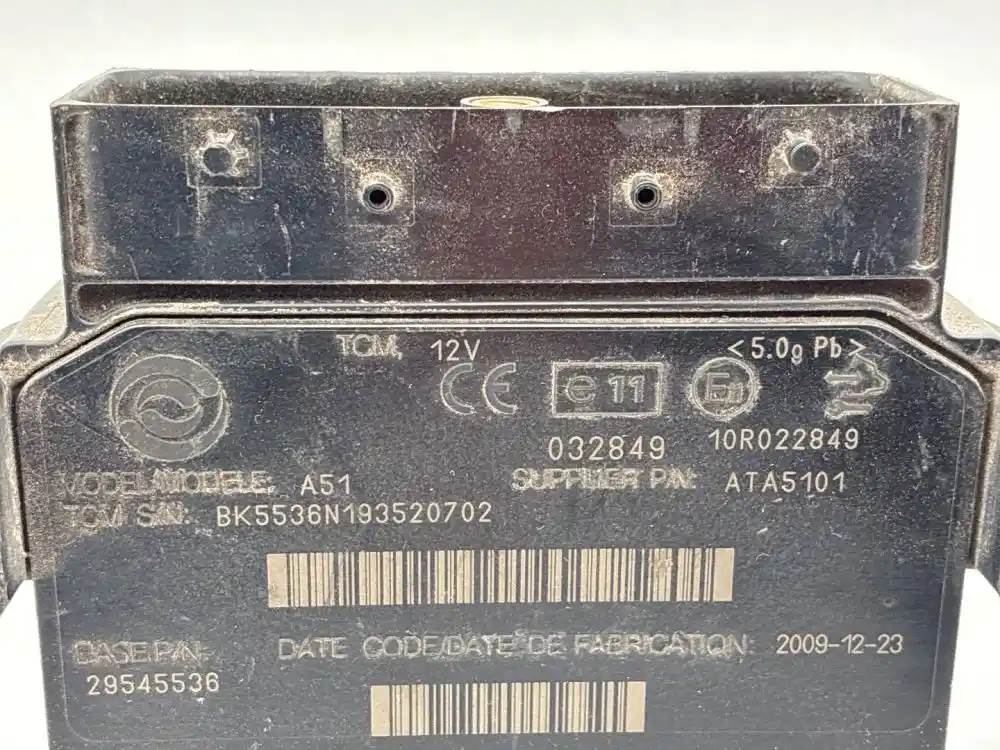 TCM, 12V
<5.0g Pb>
CE e 11 E11
032849 10R022849
MODEL/MODELE: A51 SUPPLIER P/N: ATA5101
TCM S/N: BK5536N193520702
BASE P/N: DATE CODE/DATE DE FABRICATION: 2009-12-23
29545536